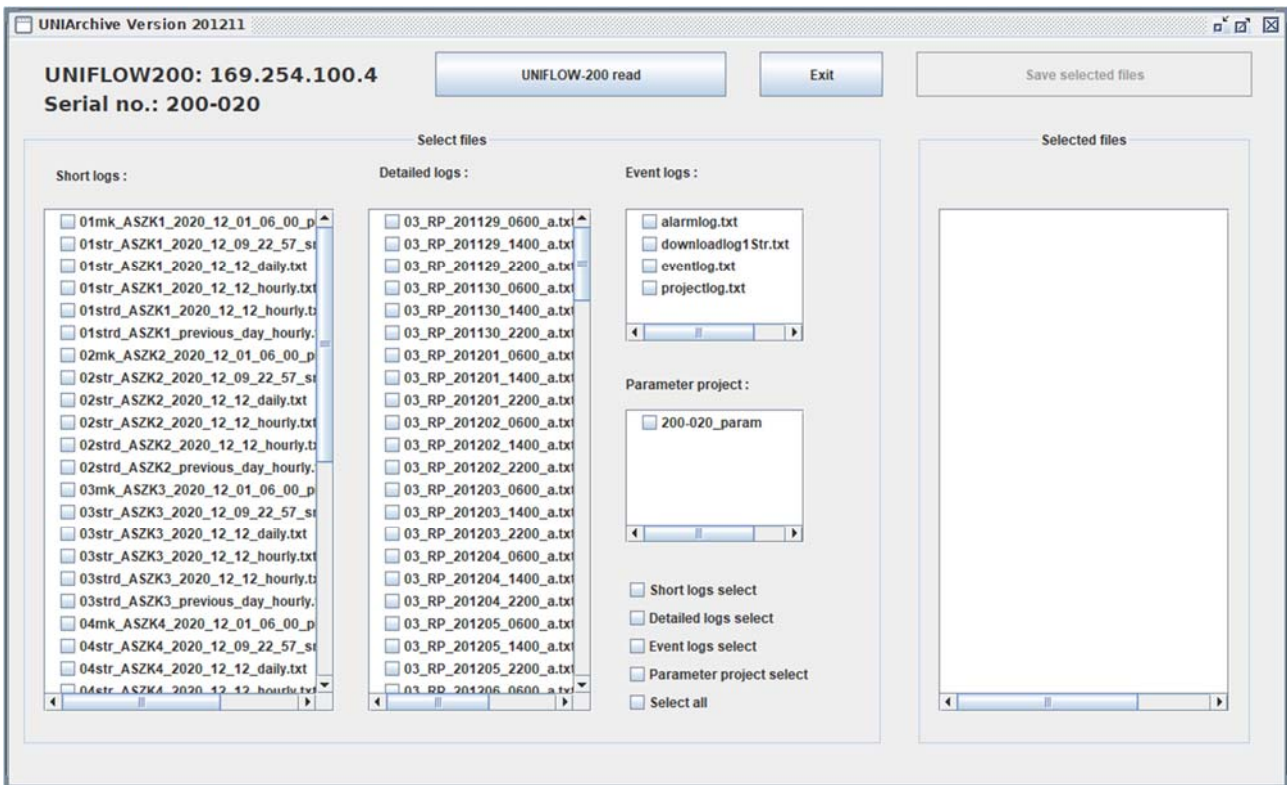 UNIArchive Version 201211
UNIFLOW200: 169.254.100.4
Serial no.: 200-020
UNIFLOW-200 read
Exit
Save selected files
Select files
Short logs :
01mk_ASZK1_2020_12_01_06_00_p
01str_ASZK1_2020_12_09_22_57_s
01str_ASZK1_2020_12_12_daily.txt
01str_ASZK1_2020_12_12_hourly.txt
01strd_ASZK1_2020_12_12_hourly.t
01strd_ASZK1_previous_day_hourly.
02mk_ASZK2_2020_12_01_06_00_p
02str_ASZK2_2020_12_09_22_57_s
02str_ASZK2_2020_12_12_daily.txt
02str_ASZK2_2020_12_12_hourly.txt
02strd_ASZK2_2020_12_12_hourly.t
02strd_ASZK2_previous_day_hourly.
03mk_ASZK3_2020_12_01_06_00_p
03str_ASZK3_2020_12_09_22_57_s
03str_ASZK3_2020_12_12_daily.txt
03str_ASZK3_2020_12_12_hourly.txt
03strd_ASZK3_2020_12_12_hourly.t
03strd_ASZK3_previous_day_hourly.
04mk_ASZK4_2020_12_01_06_00_p
04str_ASZK4_2020_12_09_22_57_s
04str_ASZK4_2020_12_12_daily.txt
04str_ASZK4_2020_12_12_hourly.txt
Detailed logs :
03_RP_201129_0600_a.txt
03_RP_201129_1400_a.txt
03_RP_201129_2200_a.txt
03_RP_201130_0600_a.txt
03_RP_201130_1400_a.txt
03_RP_201130_2200_a.txt
03_RP_201201_0600_a.txt
03_RP_201201_1400_a.txt
03_RP_201201_2200_a.txt
03_RP_201202_0600_a.txt
03_RP_201202_1400_a.txt
03_RP_201202_2200_a.txt
03_RP_201203_0600_a.txt
03_RP_201203_1400_a.txt
03_RP_201203_2200_a.txt
03_RP_201204_0600_a.txt
03_RP_201204_1400_a.txt
03_RP_201204_2200_a.txt
03_RP_201205_0600_a.txt
03_RP_201205_1400_a.txt
03_RP_201205_2200_a.txt
03_RP_201206_0600_a.txt
Event logs :
alarmlog.txt
downloadlog1Str.txt
eventlog.txt
projectlog.txt
Parameter project :
200-020_param
Short logs select
Detailed logs select
Event logs select
Parameter project select
Select all
Selected files